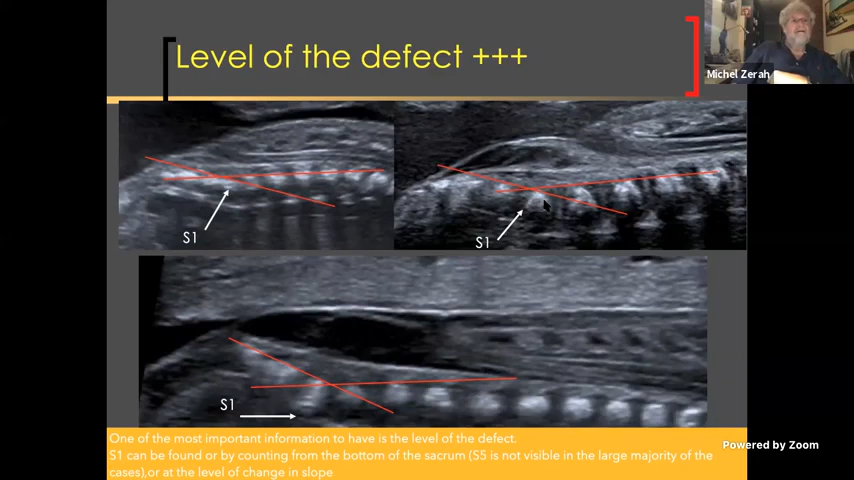 Level of the defect +++
Michel Zerah
S1
S1
S1
One of the most important information to have is the level of the defect.
S1 can be found or by counting from the bottom of the sacrum (S5 is not visible in the large majority of the
cases),or at the level of change in slope
Powered by Zoom